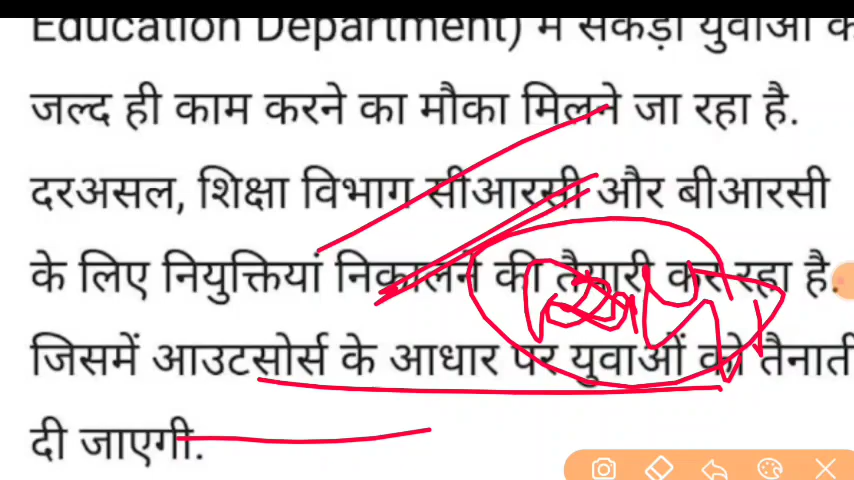 Education Department) में सैकड़ों युवाओं क
जल्द ही काम करने का मौका मिलने जा रहा है.
दरअसल, शिक्षा विभाग सीआरसी और बीआरसी
के लिए नियुक्तियां निकालने की तैयारी कर रहा है.
जिसमें आउटसोर्स के आधार पर युवाओं को तैनाती
दी जाएगी.